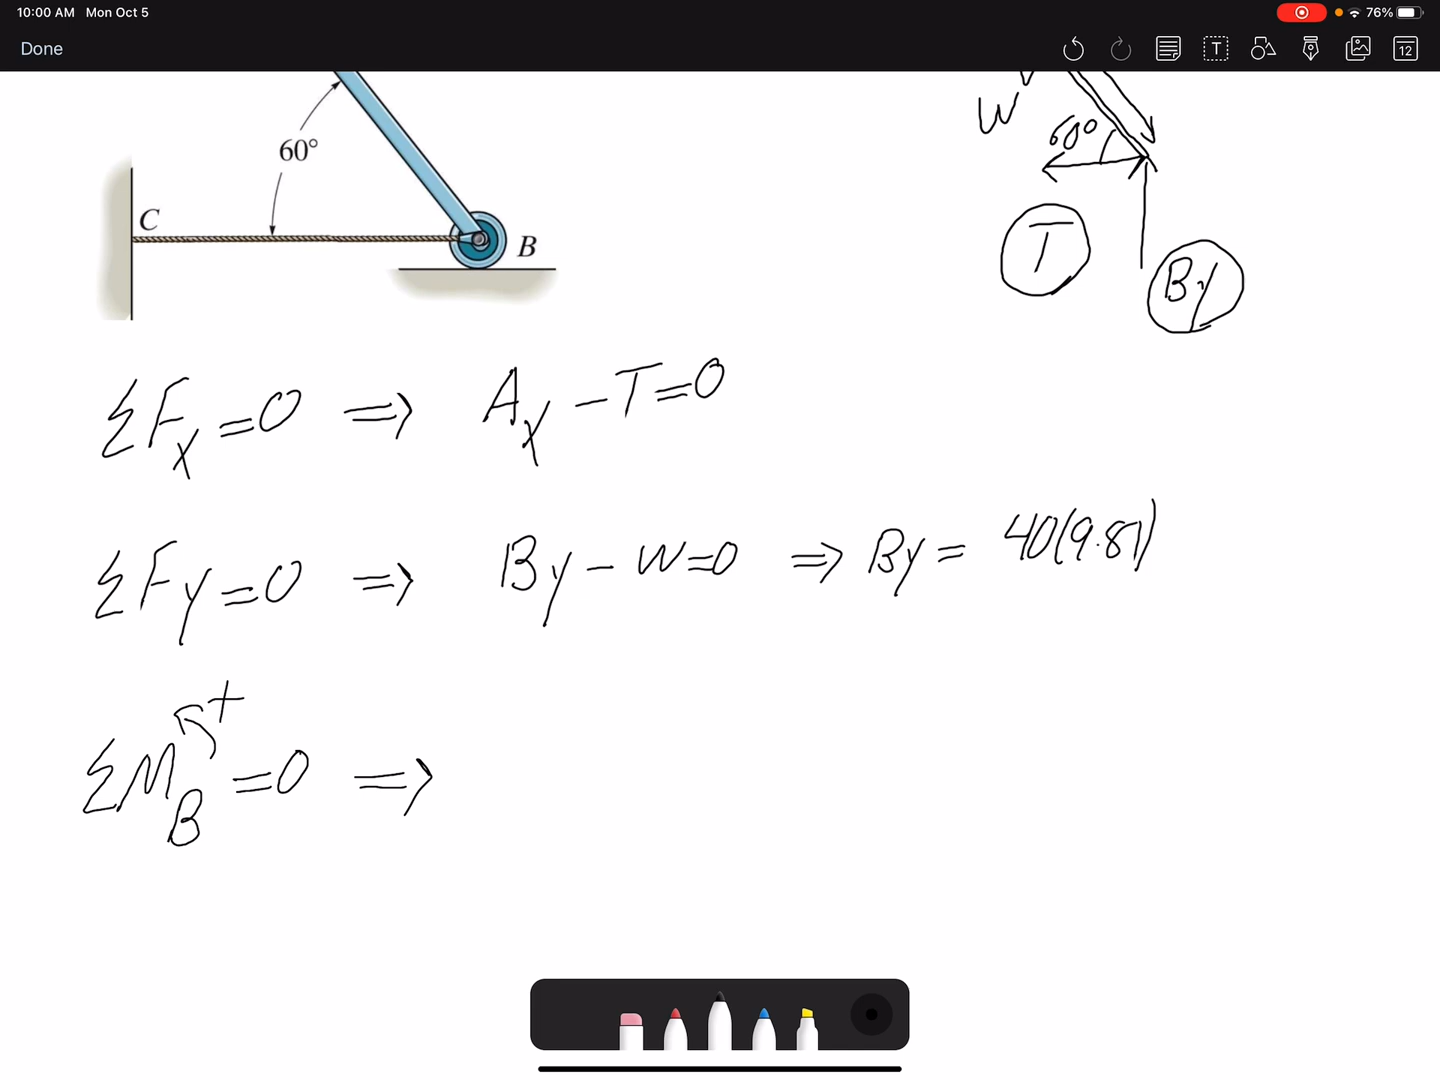 10:00 AM Mon Oct 5
76%
Done
T
12
60°
C
B
W
60°
T
By
ΣFx=0 ⇒ Ax-T=0
ΣFy=0 ⇒ By-W=0 ⇒ By= 40(9.81)
+
ΣMB=0 ⇒